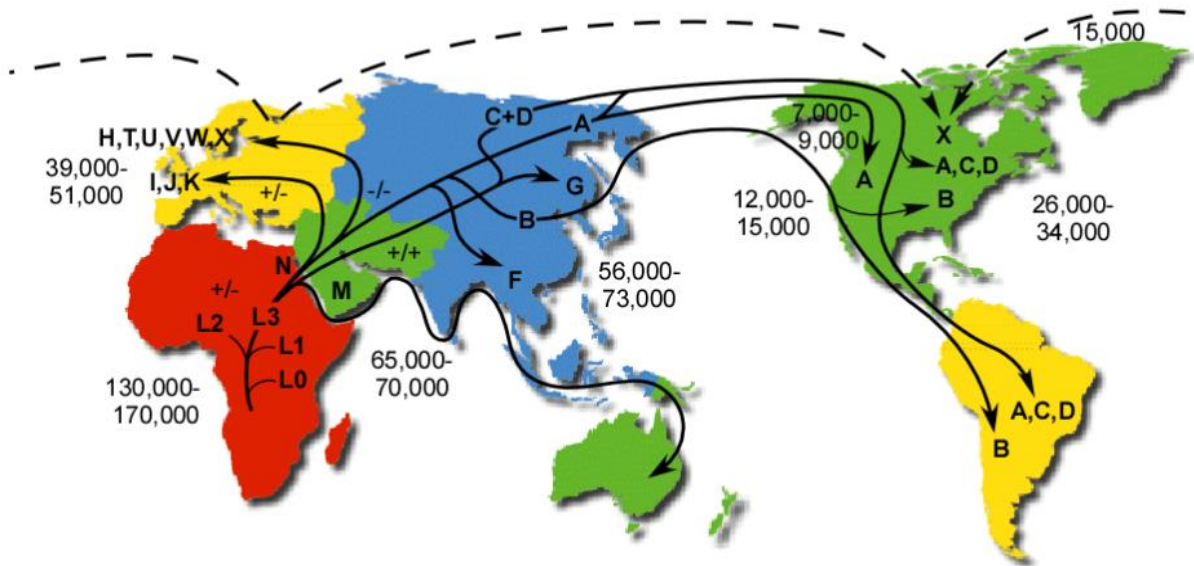 15,000
C+D
A
7,000-
9,000
X
H,T,U,V,W,X
39,000-
51,000
I,J,K
+/-
-/-
G
A
A,C,D
B
B
12,000-
15,000
26,000-
34,000
N
+/+
M
F
56,000-
73,000
+/-
L3
L2
L1
L0
65,000-
70,000
130,000-
170,000
A,C,D
B